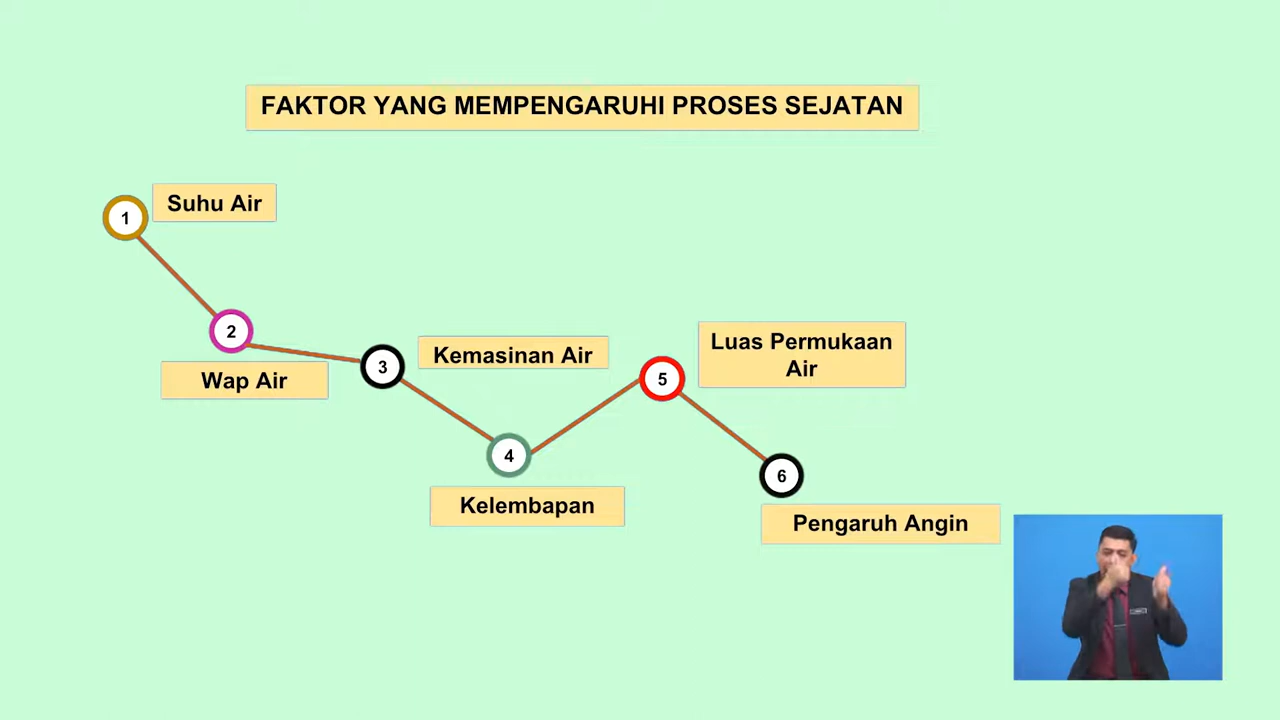 FAKTOR YANG MEMPENGARUHI PROSES SEJATAN
1
Suhu Air
2
Wap Air
3
Kemasinan Air
4
Kelembapan
5
Luas Permukaan
Air
6
Pengaruh Angin